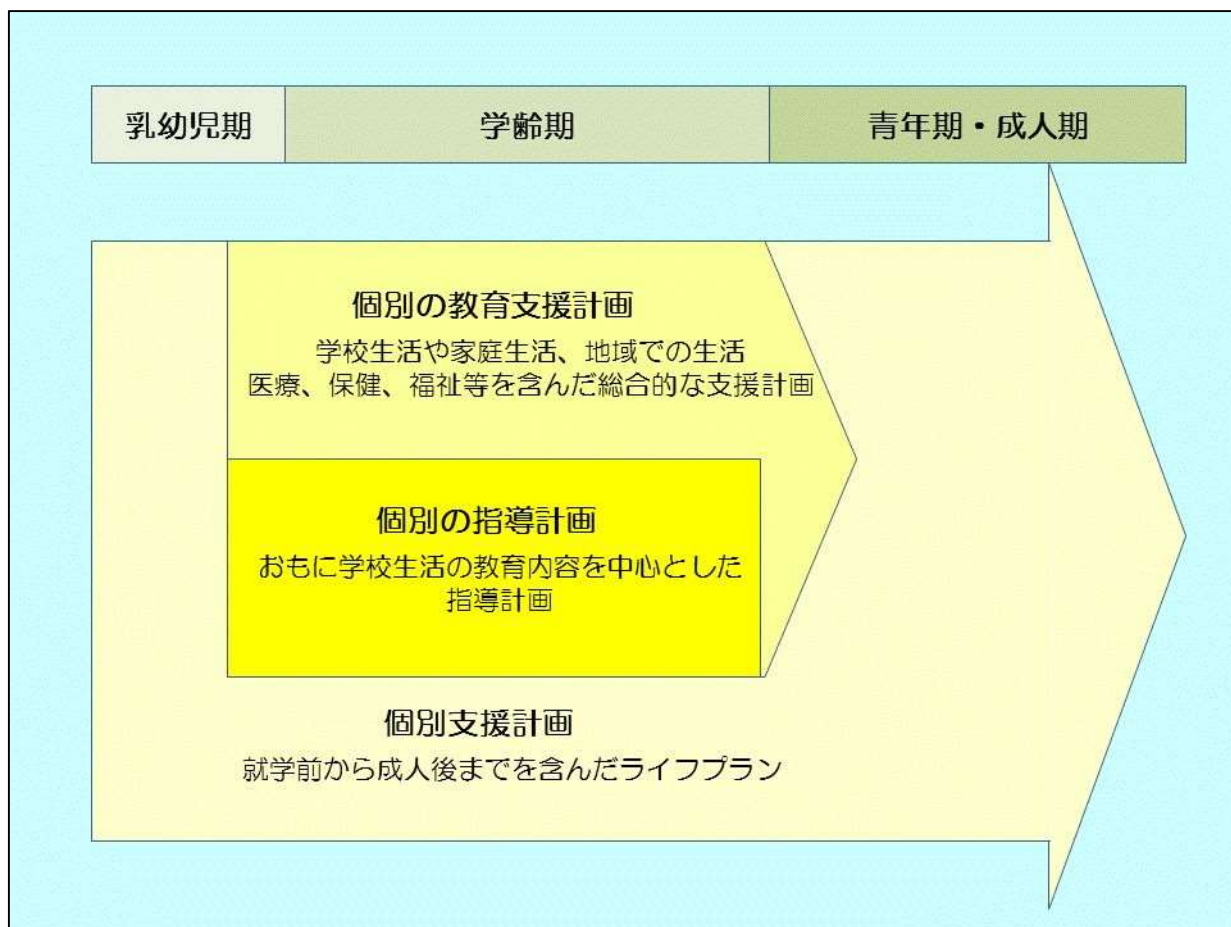 乳幼児期
学齢期
青年期・成人期
個別の教育支援計画
学校生活や家庭生活、地域での生活
医療、保健、福祉等を含んだ総合的な支援計画
個別の指導計画
おもに学校生活の教育内容を中心とした
指導計画
個別支援計画
就学前から成人後までを含んだライフプラン